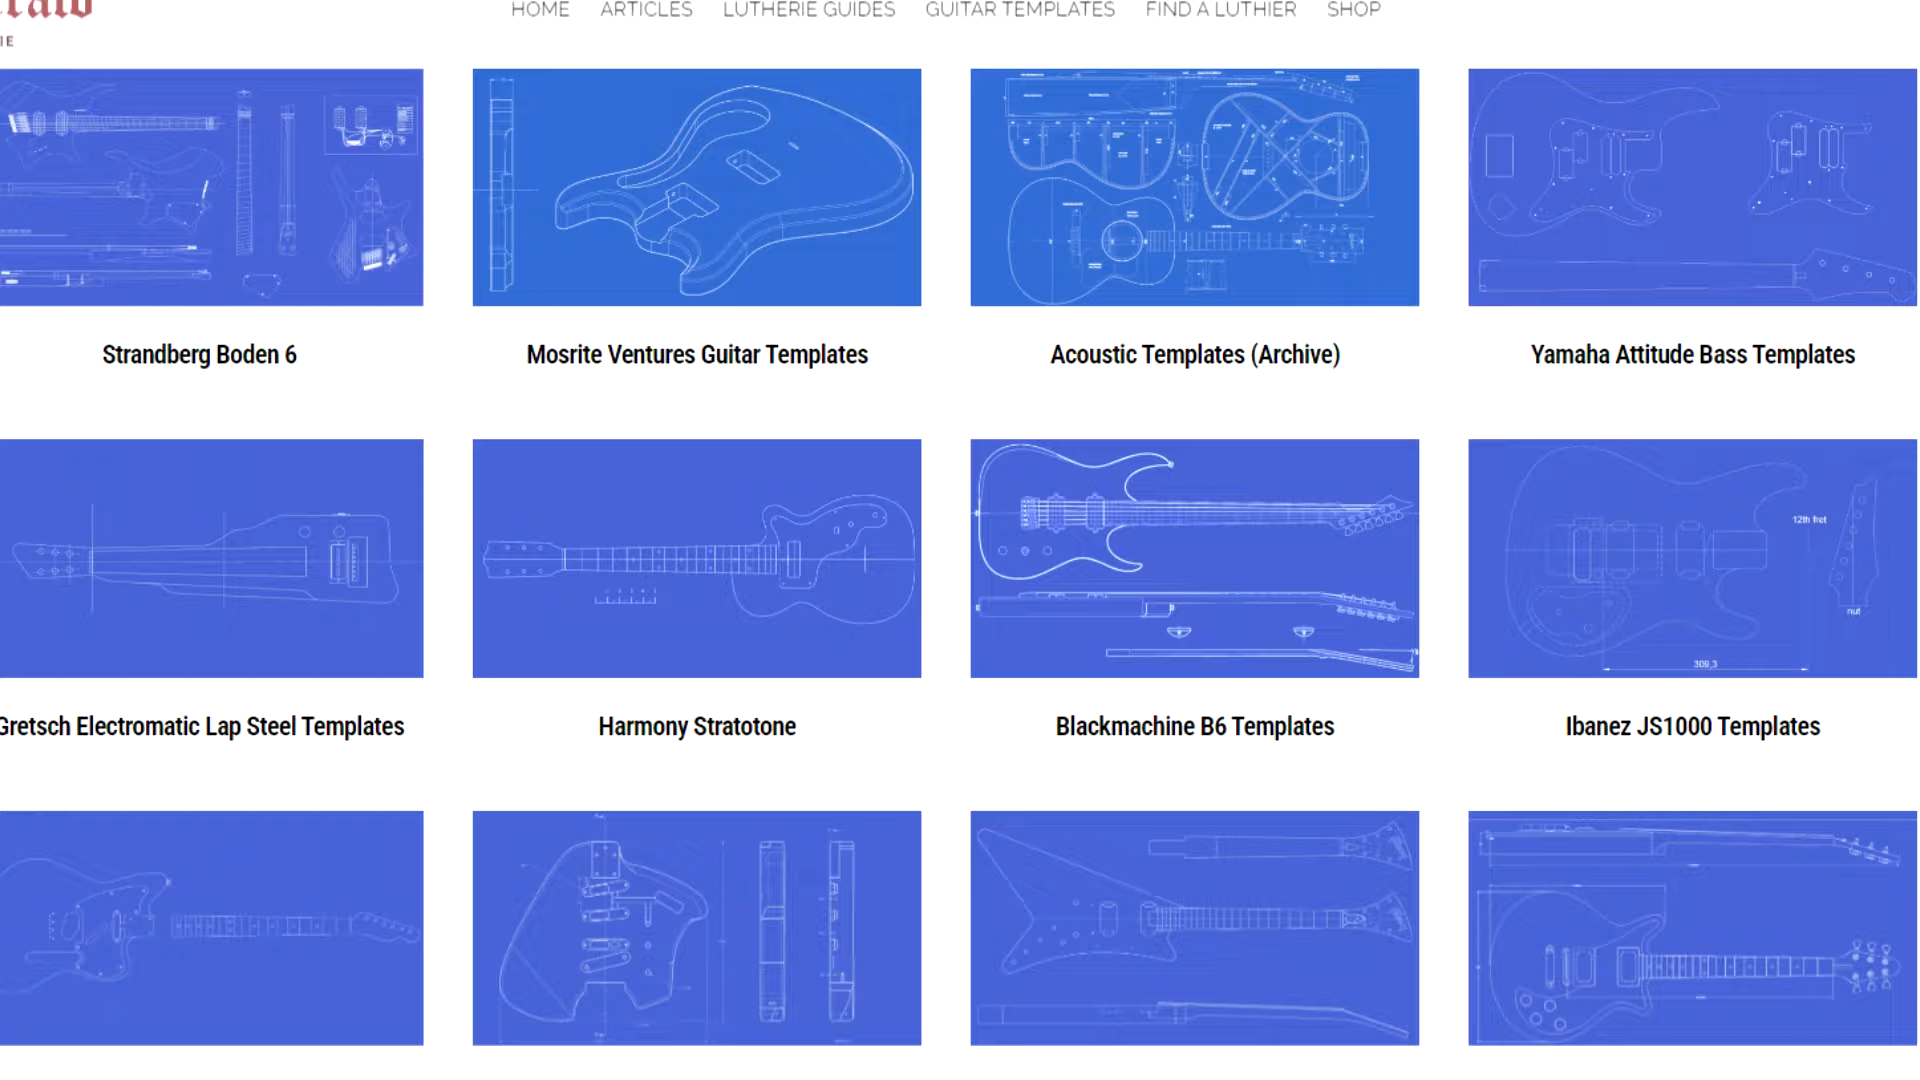 IE
HOME ARTICLES LUTHERIE GUIDES GUITAR TEMPLATES FIND A LUTHIER SHOP
Strandberg Boden 6
Mosrite Ventures Guitar Templates
Acoustic Templates (Archive)
Yamaha Attitude Bass Templates
12th fret
nut
309,3
Gretsch Electromatic Lap Steel Templates
Harmony Stratotone
Blackmachine B6 Templates
Ibanez JS1000 Templates